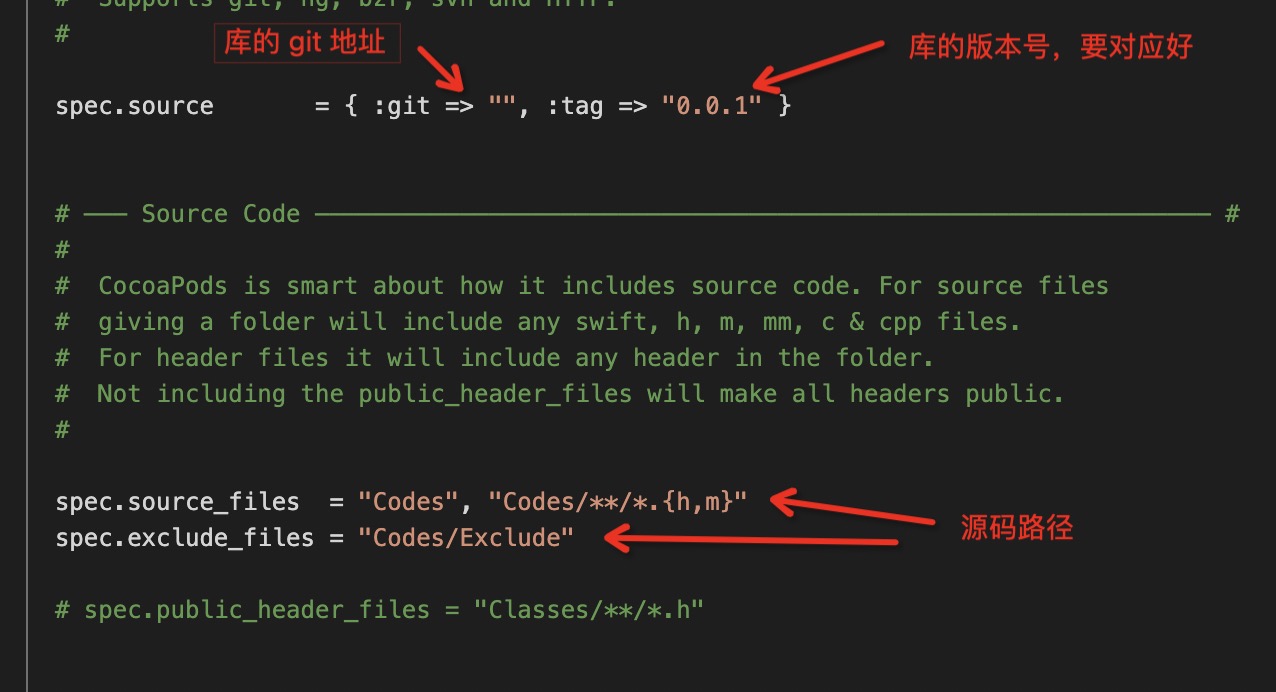 # Supports git, hg, bzr, svn and HTTP.
#
库的 git 地址
库的版本号，要对应好
spec.source       = { :git => "", :tag => "0.0.1" }
# ――― Source Code ―――――――――――――――――――――――――――――――――――――――――――――――――――――――――――――― #
#
#  CocoaPods is smart about how it includes source code. For source files
#  giving a folder will include any swift, h, m, mm, c & cpp files.
#  For header files it will include any header in the folder.
#  Not including the public_header_files will make all headers public.
#
spec.source_files  = "Codes", "Codes/**/*.{h,m}"
源码路径
spec.exclude_files = "Codes/Exclude"
# spec.public_header_files = "Classes/**/*.h"